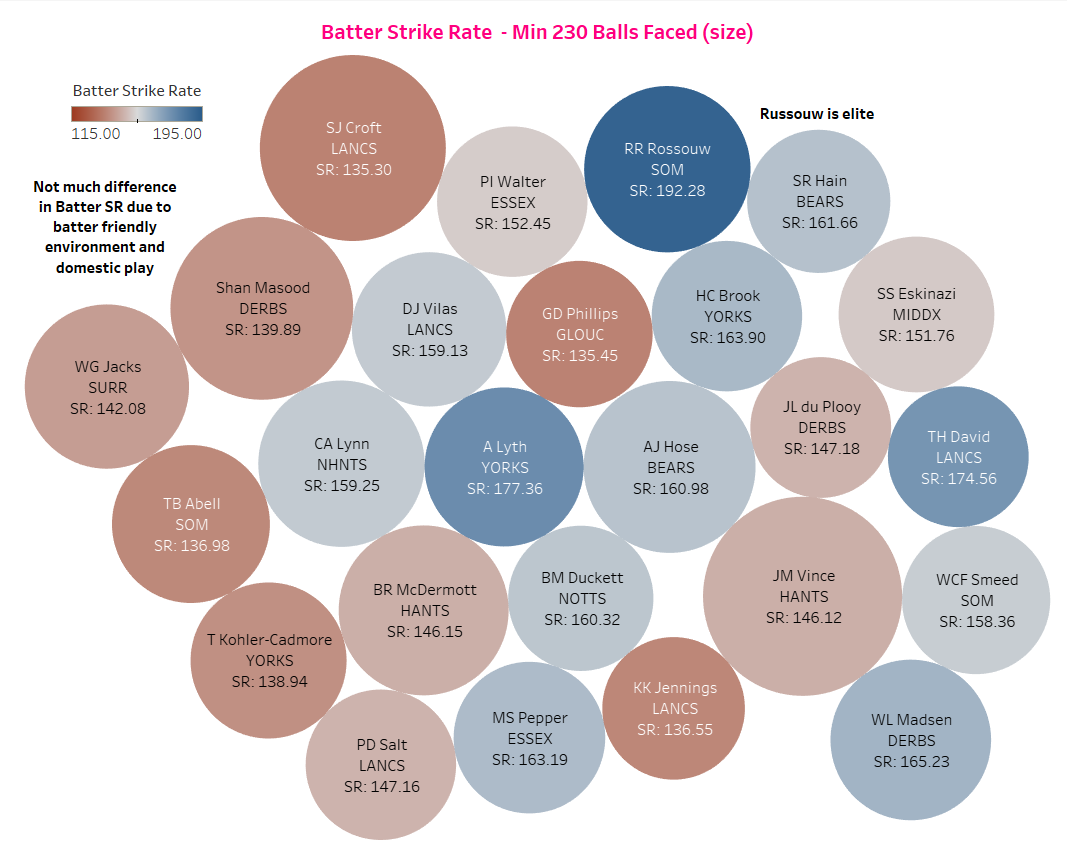 Batter Strike Rate - Min 230 Balls Faced (size)
Batter Strike Rate
115.00 195.00
Not much difference
in Batter SR due to
batter friendly
environment and
domestic play
Russouw is elite
SJ Croft
LANCS
SR: 135.30
PI Walter
ESSEX
SR: 152.45
RR Rossouw
SOM
SR: 192.28
SR Hain
BEARS
SR: 161.66
Shan Masood
DERBS
SR: 139.89
DJ Vilas
LANCS
SR: 159.13
GD Phillips
GLOUC
SR: 135.45
HC Brook
YORKS
SR: 163.90
SS Eskinazi
MIDDX
SR: 151.76
WG Jacks
SURR
SR: 142.08
CA Lynn
NHNTS
SR: 159.25
A Lyth
YORKS
SR: 177.36
AJ Hose
BEARS
SR: 160.98
JL du Plooy
DERBS
SR: 147.18
TH David
LANCS
SR: 174.56
TB Abell
SOM
SR: 136.98
BR McDermott
HANTS
SR: 146.15
BM Duckett
NOTTS
SR: 160.32
JM Vince
HANTS
SR: 146.12
WCF Smeed
SOM
SR: 158.36
T Kohler-Cadmore
YORKS
SR: 138.94
PD Salt
LANCS
SR: 147.16
MS Pepper
ESSEX
SR: 163.19
KK Jennings
LANCS
SR: 136.55
WL Madsen
DERBS
SR: 165.23